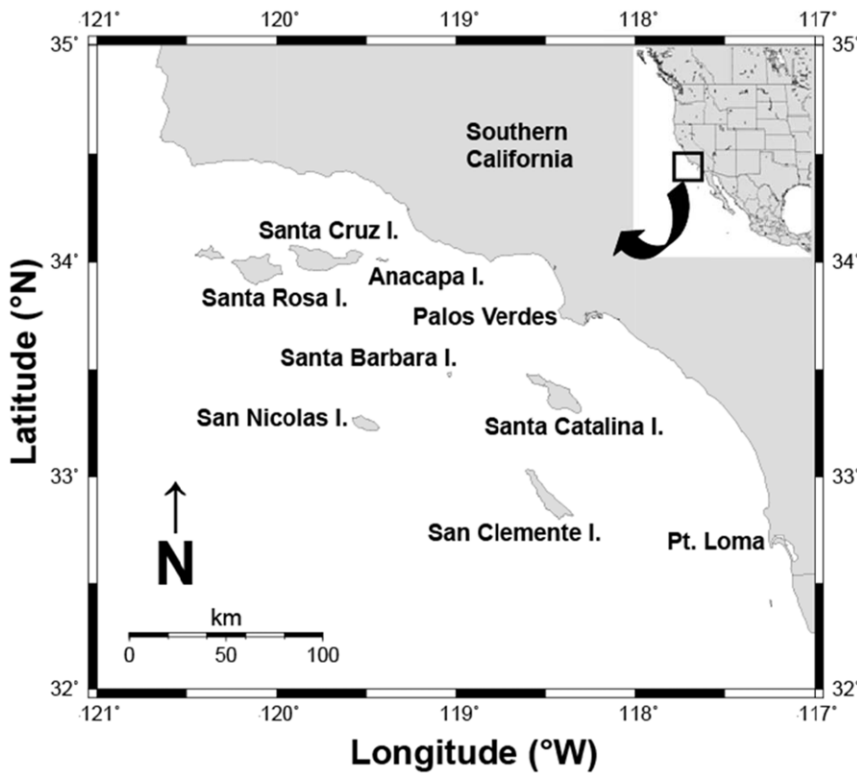 -121˚ -120˚ -119˚ -118˚ -117˚
35˚ 35˚
Southern
California
Santa Cruz I.
34˚ 34˚
Anacapa I.
Santa Rosa I.
Palos Verdes
Santa Barbara I.
San Nicolas I.
Santa Catalina I.
33˚ 33˚
San Clemente I.
Pt. Loma
N
km
0 50 100
32˚ 32˚
-121˚ -120˚ -119˚ -118˚ -117˚
Latitude (°N)
Longitude (°W)